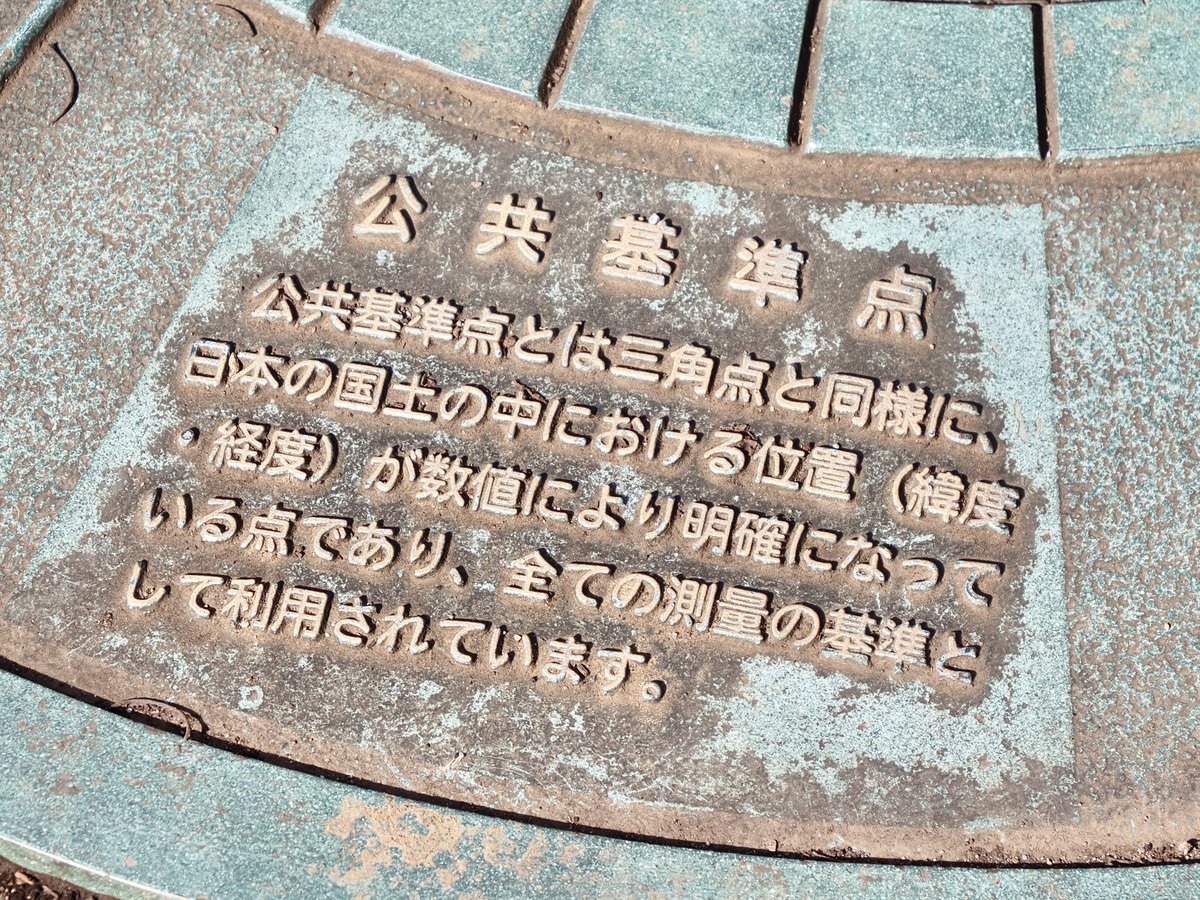 公共基準点
公共基準点とは三角点と同様に、
日本の国土の中における位置（緯度
・経度）が数値により明確になって
いる点であり、全ての測量の基準と
して利用されています。